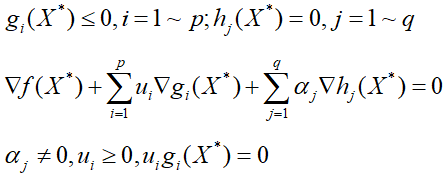 g_i(X^*) ≤ 0, i = 1 ~ p; h_j(X^*) = 0, j = 1 ~ q
∇f(X^*) + ∑_{i=1}^{p} u_i∇g_i(X^*) + ∑_{j=1}^{q} α_j∇h_j(X^*) = 0
α_j ≠ 0, u_i ≥ 0, u_i g_i(X^*) = 0